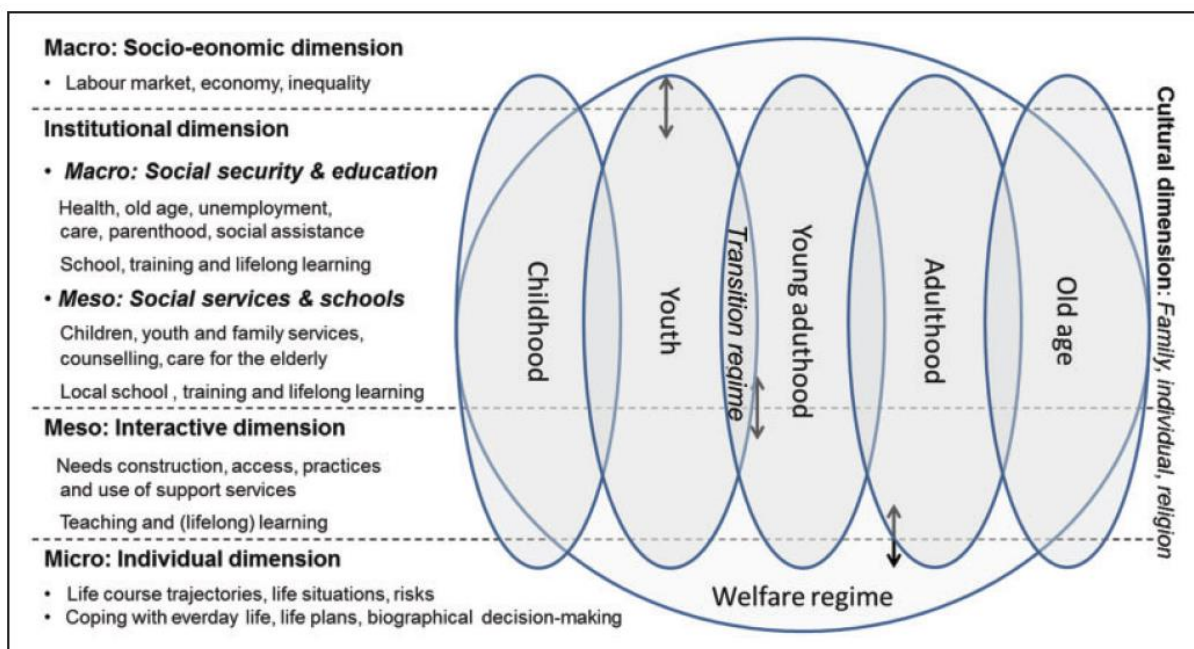 Macro: Socio-eonomic dimension
• Labour market, economy, inequality
Institutional dimension
• Macro: Social security & education
Health, old age, unemployment,
care, parenthood, social assistance
School, training and lifelong learning
• Meso: Social services & schools
Children, youth and family services,
counselling, care for the elderly
Local school , training and lifelong learning
Meso: Interactive dimension
Needs construction, access, practices
and use of support services
Teaching and (lifelong) learning
Micro: Individual dimension
• Life course trajectories, life situations, risks
• Coping with everday life, life plans, biographical decision-making
Childhood
Youth
Transition regime
Young aduthood
Adulthood
Old age
Welfare regime
Cultural dimension: Family, individual, religion